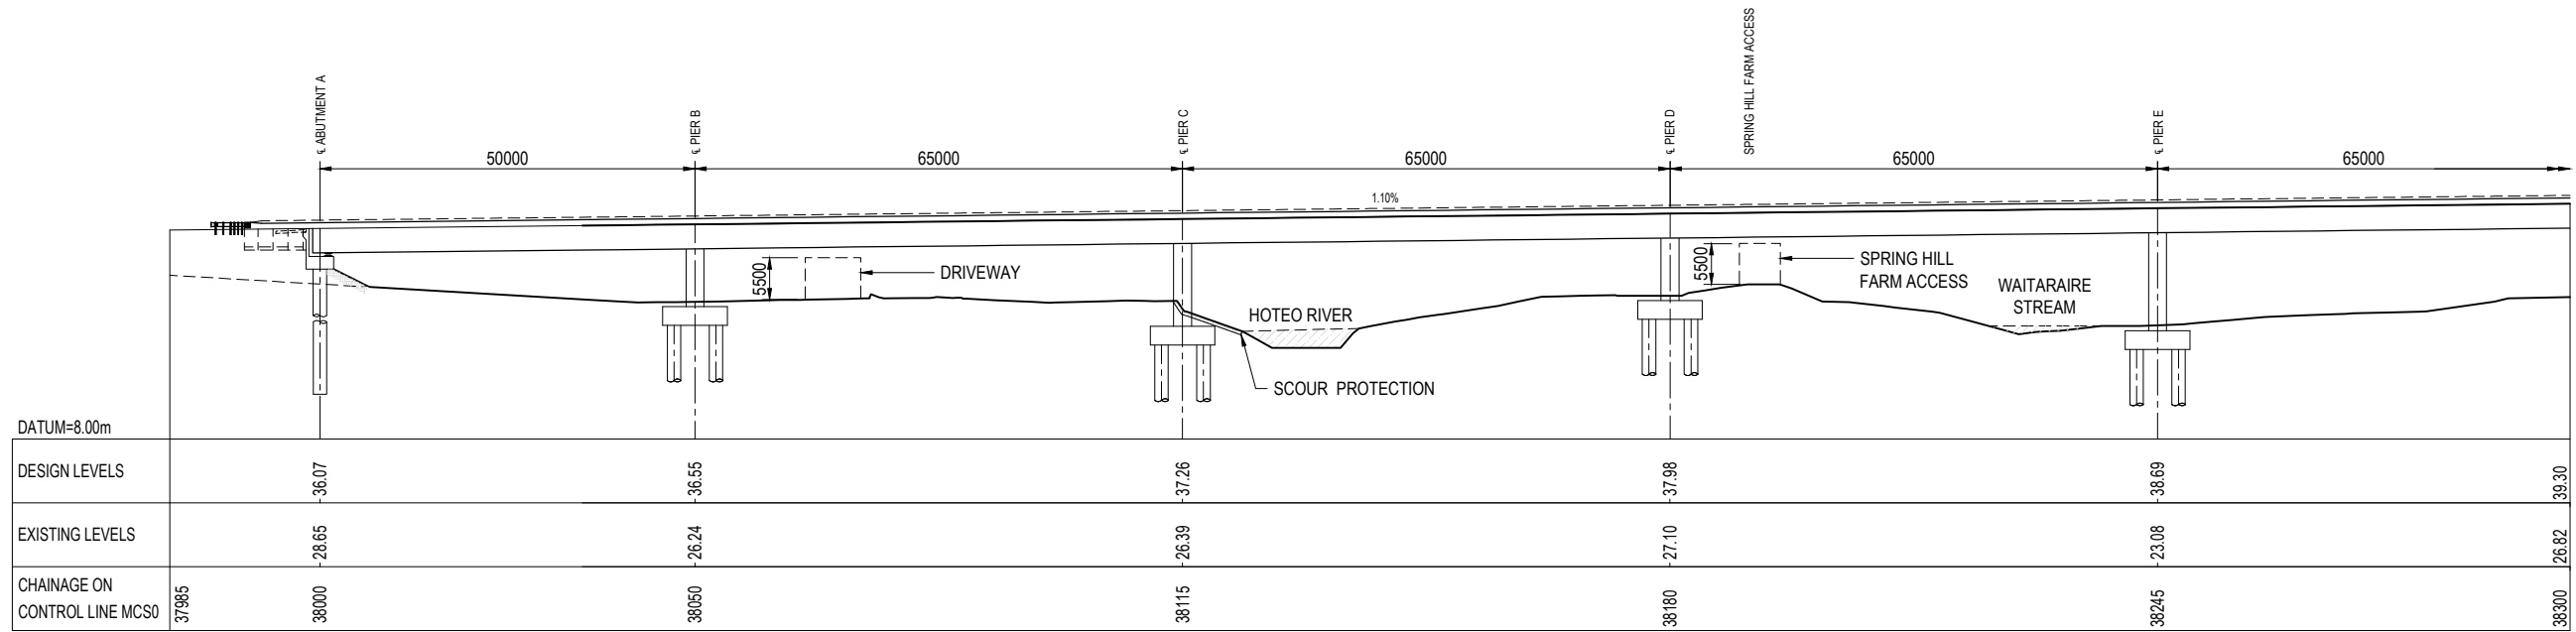 ℄ ABUTMENT A
℄ PIER B
℄ PIER C
℄ PIER D
SPRING HILL FARM ACCESS
℄ PIER E
50000
65000
65000
65000
65000
1.10%
5500
DRIVEWAY
HOTEO RIVER
SCOUR PROTECTION
5500
SPRING HILL
FARM ACCESS
WAITARAIRE
STREAM
DATUM=8.00m
DESIGN LEVELS
36.07
36.55
37.26
37.98
38.69
39.30
EXISTING LEVELS
28.65
26.24
26.39
27.10
23.08
26.82
CHAINAGE ON
CONTROL LINE MCS0
37985
38000
38050
38115
38180
38245
38300